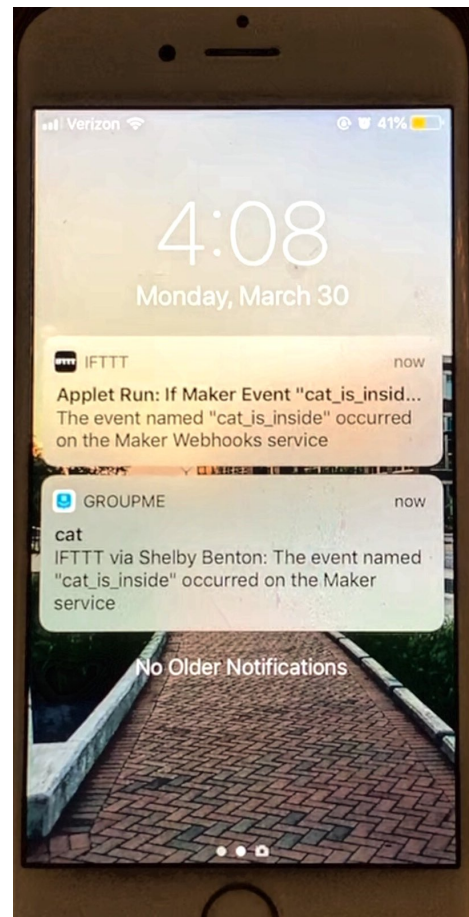 Verizon 41%
4:08
Monday, March 30
IFTTT IFTTT now
Applet Run: If Maker Event "cat_is_insid...
The event named "cat_is_inside" occurred
on the Maker Webhooks service
GROUPME now
cat
IFTTT via Shelby Benton: The event named
"cat_is_inside" occurred on the Maker
service
No Older Notifications